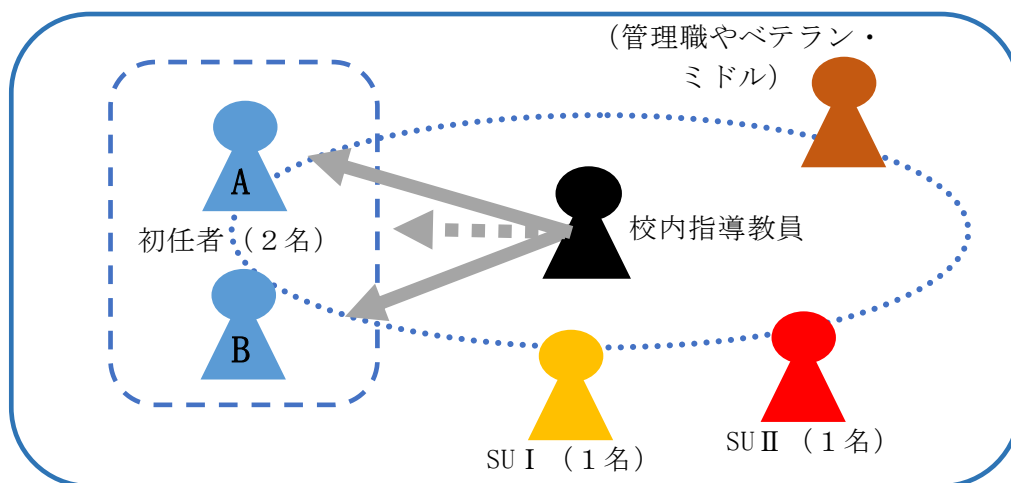 （管理職やベテラン・
ミドル）
A
校内指導教員
初任者（２名）
B
SUⅠ（１名）
SUⅡ（１名）